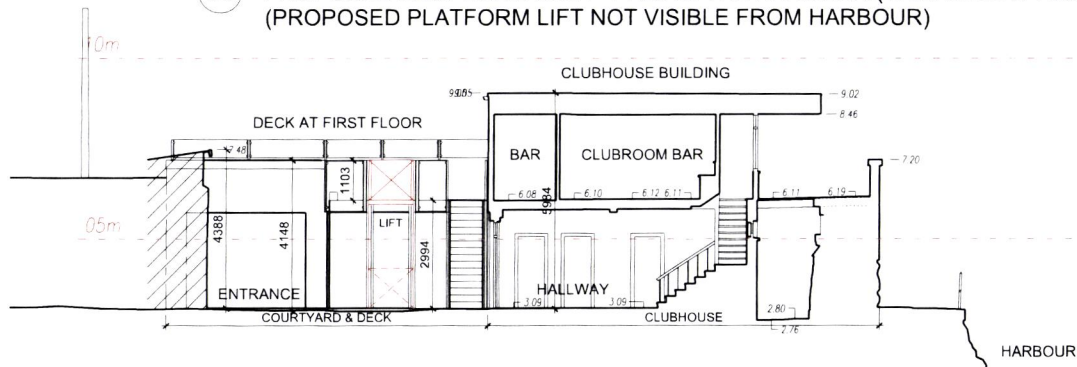 (PROPOSED PLATFORM LIFT NOT VISIBLE FROM HARBOUR)
10m
CLUBHOUSE BUILDING
9.02
8.46
DECK AT FIRST FLOOR
7.48
BAR
CLUBROOM BAR
7.20
1103
6.08
6.10
6.12
6.11
5984
6.11
6.19
LIFT
05m
4388
4148
2994
ENTRANCE
HALLWAY
3.09
3.09
2.80
COURTYARD & DECK
CLUBHOUSE
2.76
HARBOUR